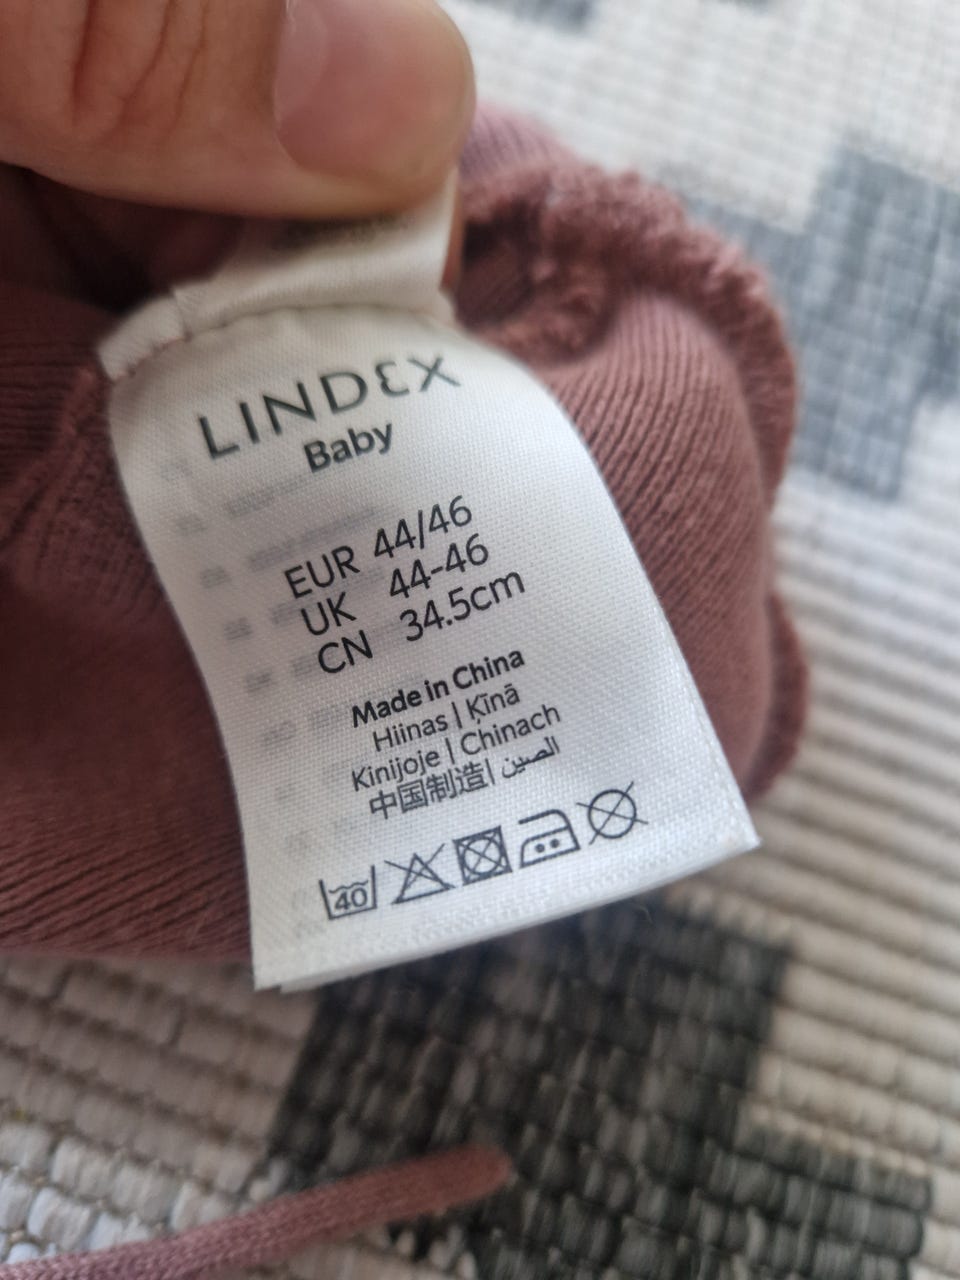 LINDEX
Baby
EUR 44/46
UK 44-46
CN 34.5cm
Made in China
Hiinas | Ķīnā
Kinijoje | Chinach
中国制造| الصين
40